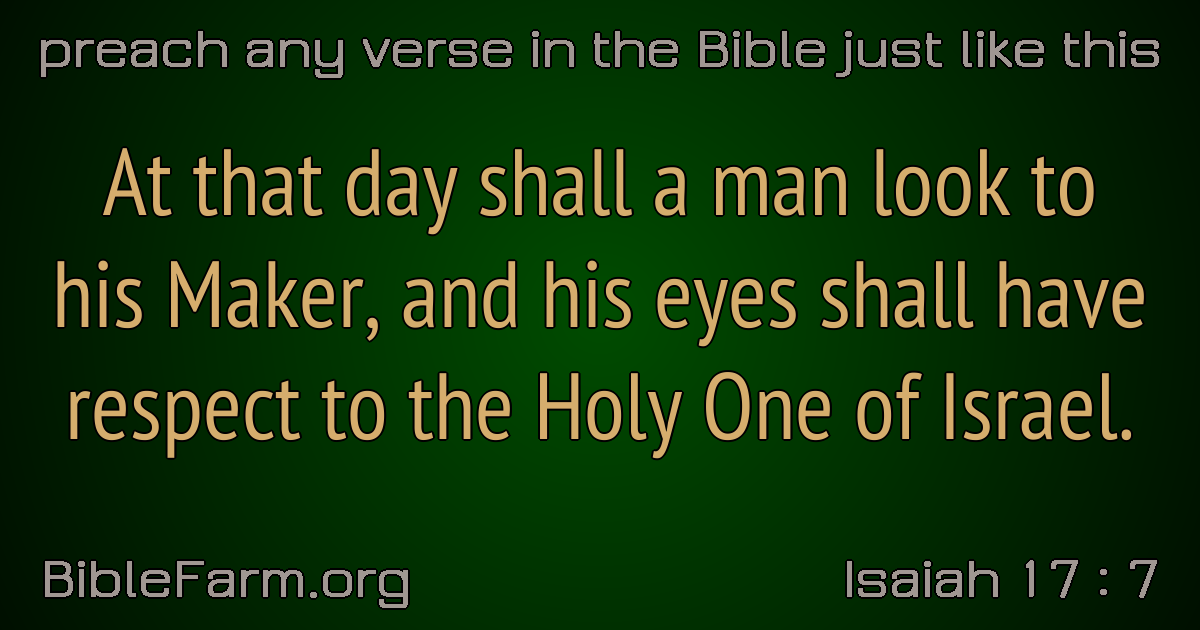 preach any verse in the Bible just like this
At that day shall a man look to
his Maker, and his eyes shall have
respect to the Holy One of Israel.
BibleFarm.org
Isaiah 17 : 7